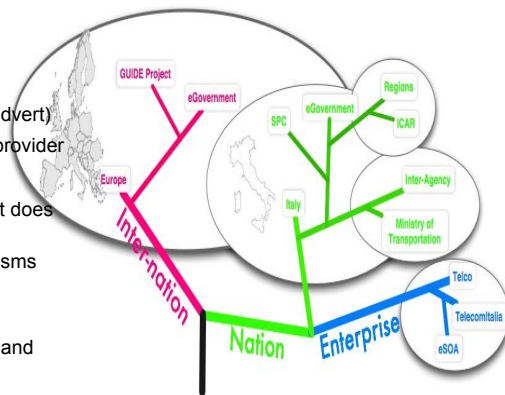 dvert)
provider
t does
sms
and
GUIDE Project
eGovernment
Europe
Inter-nation
SPC
eGovernment
Regions
ICAR
Italy
Inter-Agency
Ministry of
Transportation
Nation
Enterprise
Telco
TelecomItalia
eSOA